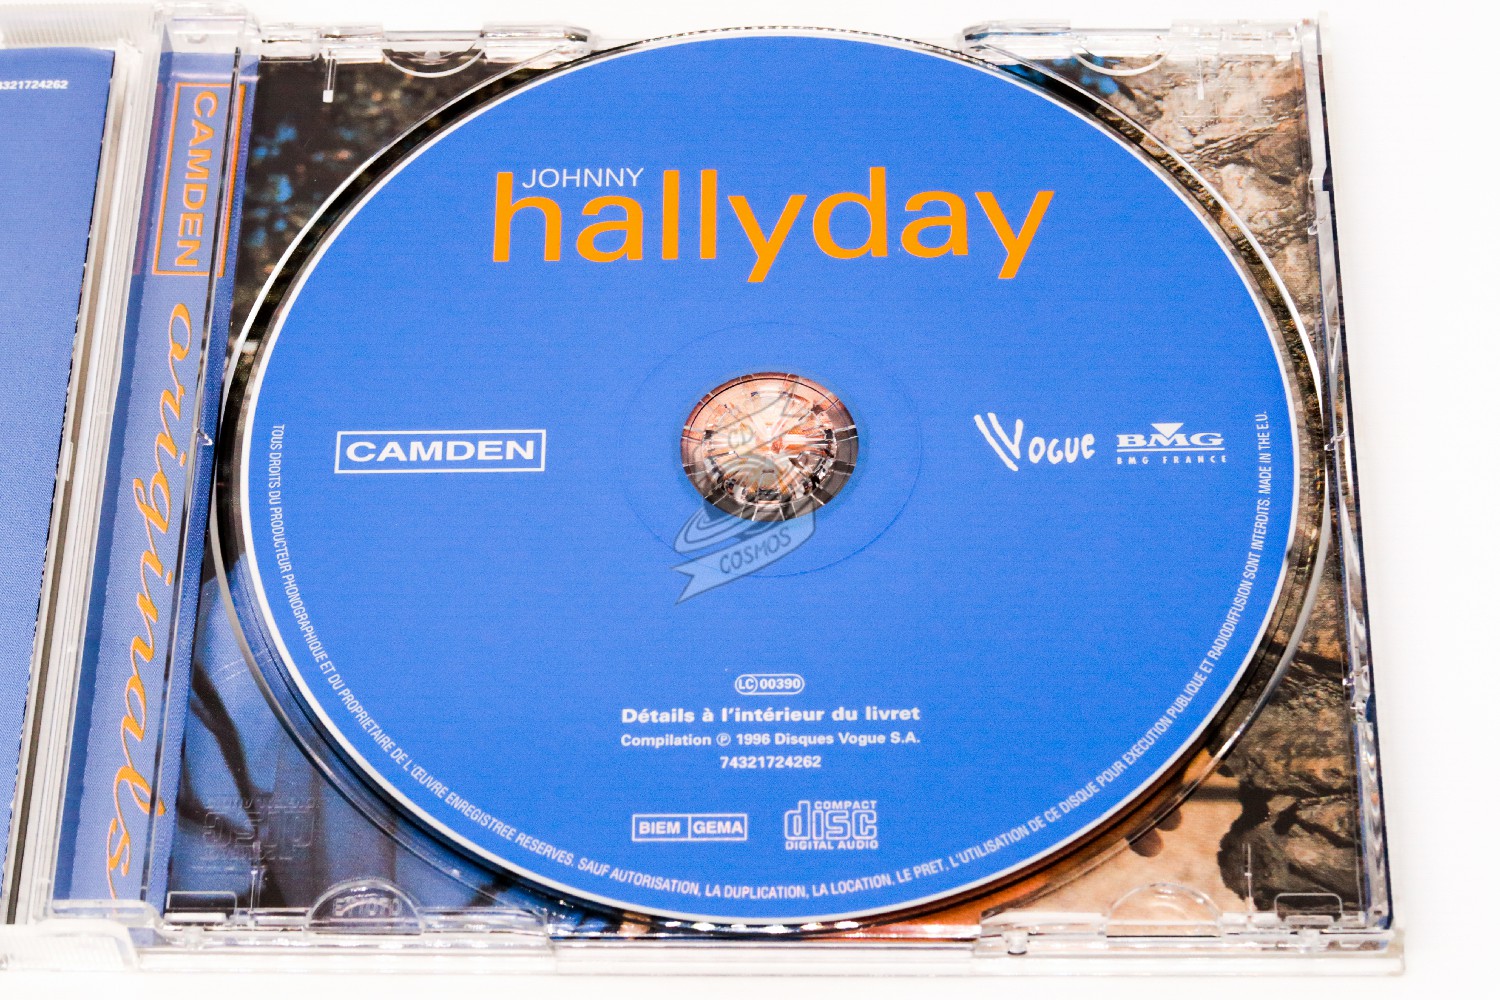 74321724262
CAMDEN
originals
JOHNNY
hallyday
CAMDEN
VOGUE
BMG
BMG FRANCE
CD
COSMOS
LC 00390
Détails à l'intérieur du livret
Compilation ℗ 1996 Disques Vogue S.A.
74321724262
BIEM GEMA
COMPACT
disc
DIGITAL AUDIO
TOUS DROITS DU PRODUCTEUR PHONOGRAPHIQUE ET DU PROPRIETAIRE DE L'ŒUVRE ENREGISTREE RESERVES. SAUF AUTORISATION, LA DUPLICATION, LA LOCATION, LE PRET, L'UTILISATION DE CE DISQUE POUR EXECUTION PUBLIQUE ET RADIODIFFUSION SONT INTERDITS. MADE IN THE E.U.